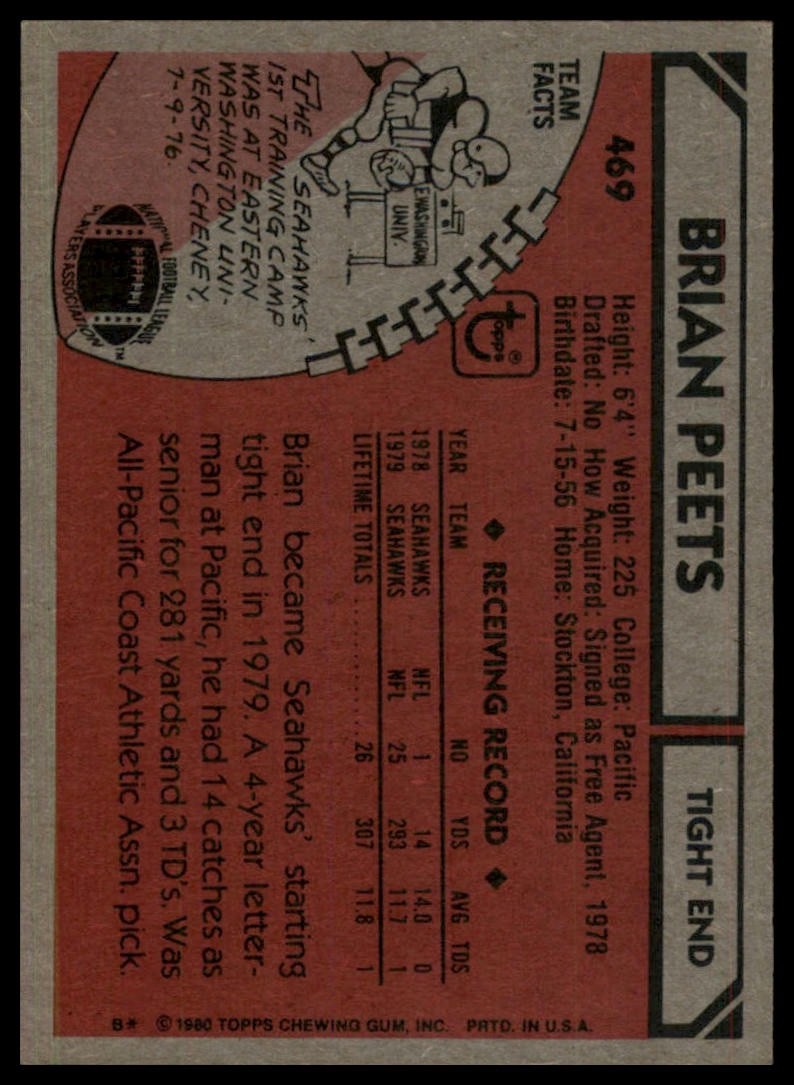 469
BRIAN PEETS
TIGHT END
Height: 6'4" Weight: 225 College: Pacific
Drafted: No How Acquired: Signed as Free Agent, 1978
Birthdate: 7-15-56 Home: Stockton, California
TEAM
FACTS
E.WASHINGTON
UNIV.
THE SEAHAWKS'
1ST TRAINING CAMP
WAS AT EASTERN
WASHINGTON UNI-
VERSITY, CHENEY,
7-9-76.
NATIONAL FOOTBALL LEAGUE
PLAYERS ASSOCIATION
TM
topps®
◆ RECEIVING RECORD ◆
YEAR TEAM NO YDS AVG TDS
1978 SEAHAWKS NFL 1 14 14.0 0
1979 SEAHAWKS NFL 25 293 11.7 1
LIFETIME TOTALS .................. 26 307 11.8 1
Brian became Seahawks' starting
tight end in 1979. A 4-year letter-
man at Pacific, he had 14 catches as
senior for 281 yards and 3 TD's. Was
All-Pacific Coast Athletic Assn. pick.
B* ©1980 TOPPS CHEWING GUM, INC. PRTD. IN U.S.A.